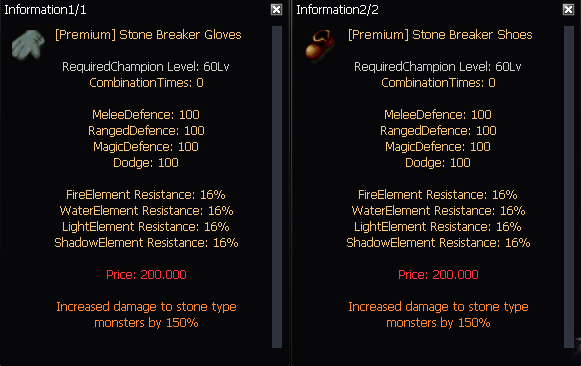 Information1/1
[Premium] Stone Breaker Gloves
RequiredChampion Level: 60Lv
CombinationTimes: 0
MeleeDefence: 100
RangedDefence: 100
MagicDefence: 100
Dodge: 100
FireElement Resistance: 16%
WaterElement Resistance: 16%
LightElement Resistance: 16%
ShadowElement Resistance: 16%
Price: 200.000
Increased damage to stone type
monsters by 150%
Information2/2
[Premium] Stone Breaker Shoes
RequiredChampion Level: 60Lv
CombinationTimes: 0
MeleeDefence: 100
RangedDefence: 100
MagicDefence: 100
Dodge: 100
FireElement Resistance: 16%
WaterElement Resistance: 16%
LightElement Resistance: 16%
ShadowElement Resistance: 16%
Price: 200.000
Increased damage to stone type
monsters by 150%